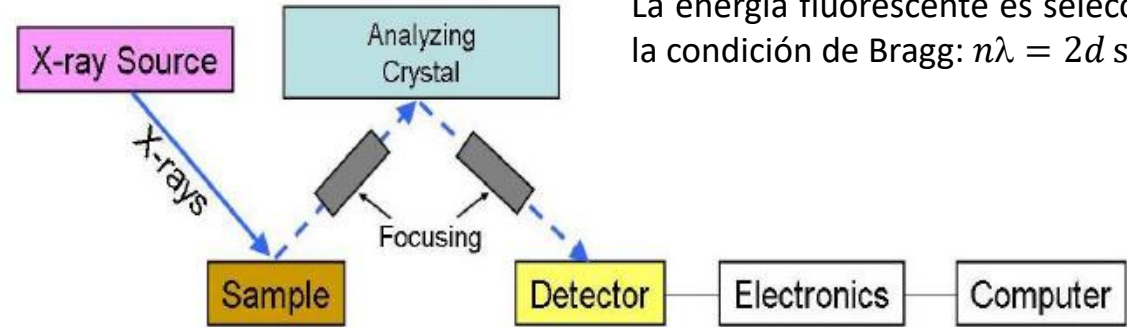 La energía fluorescente es
la condición de Bragg: nλ = 2d
X-ray Source
Analyzing
Crystal
X-rays
Focusing
Sample
Detector
Electronics
Computer